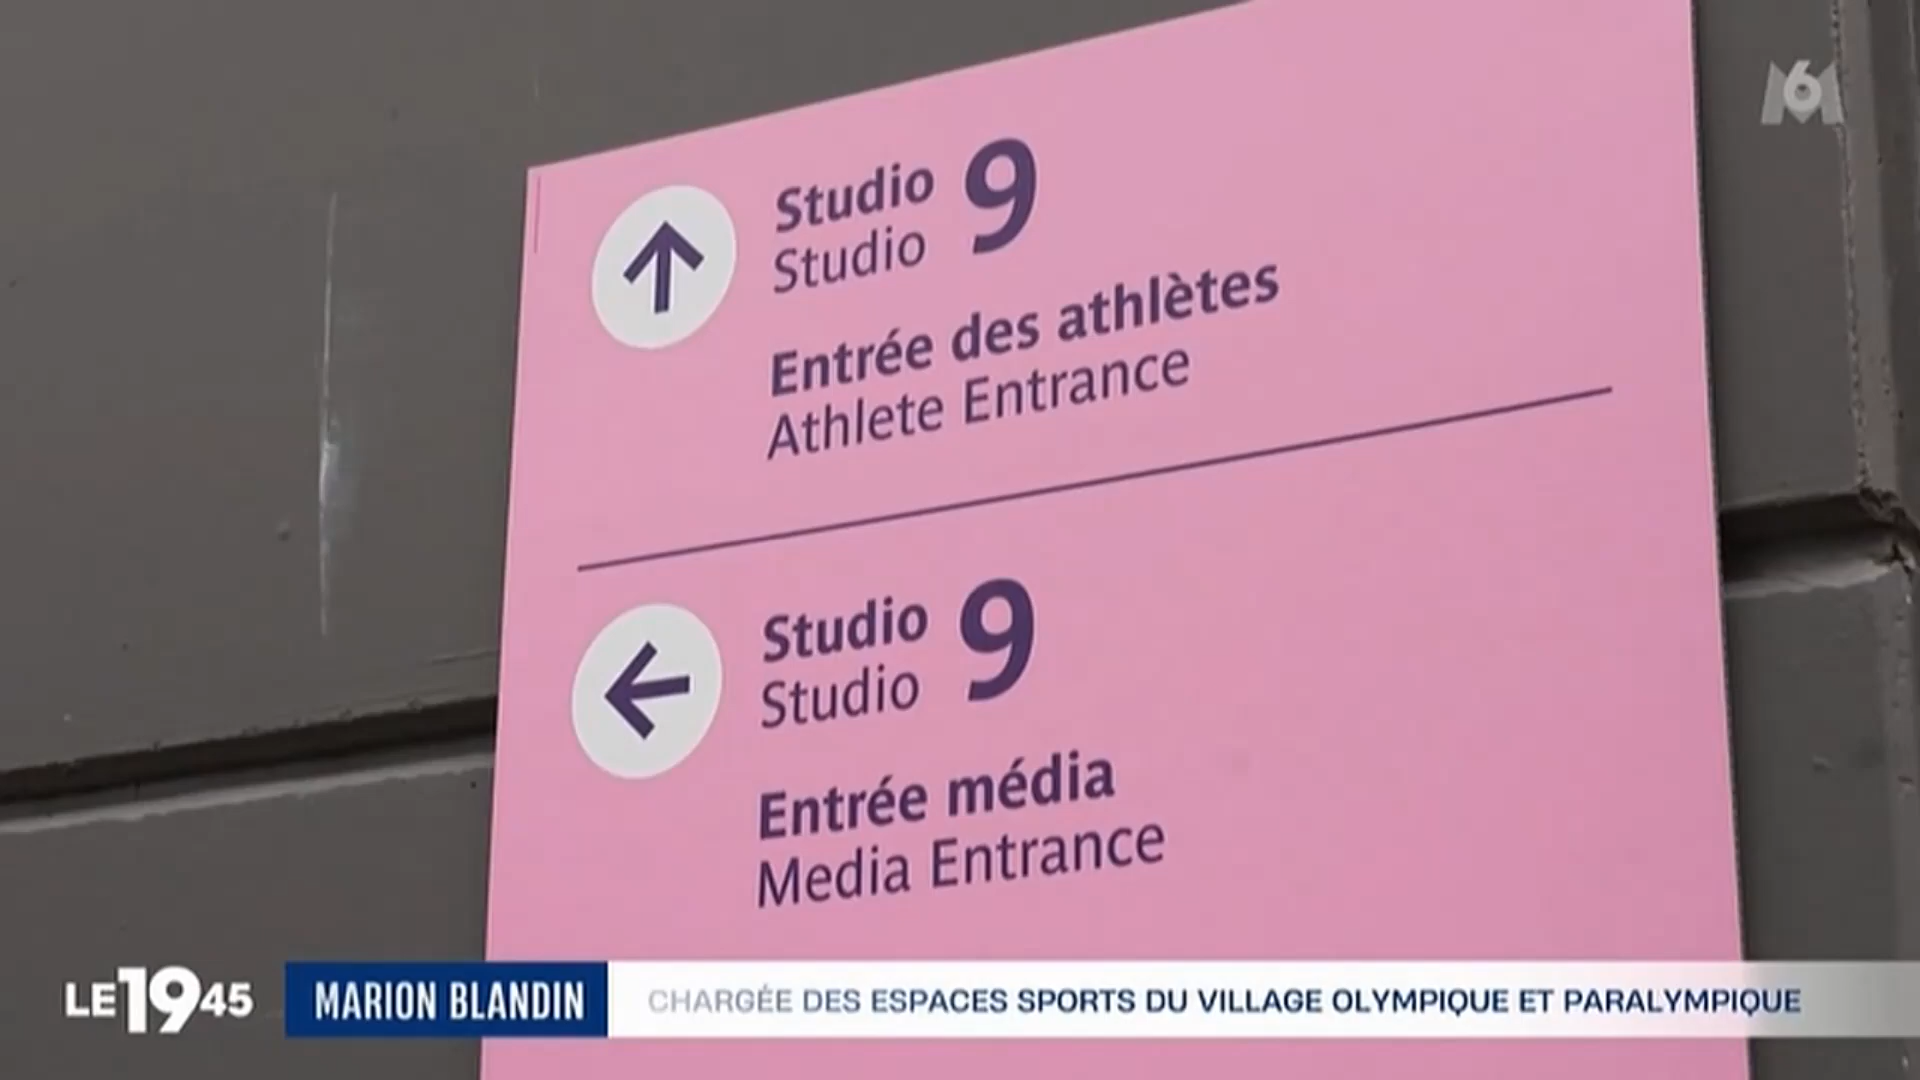 M6
Studio 9
Studio
Entrée des athlètes
Athlete Entrance
Studio 9
Studio
Entrée média
Media Entrance
LE 19 45
MARION BLANDIN
CHARGÉE DES ESPACES SPORTS DU VILLAGE OLYMPIQUE ET PARALYMPIQUE